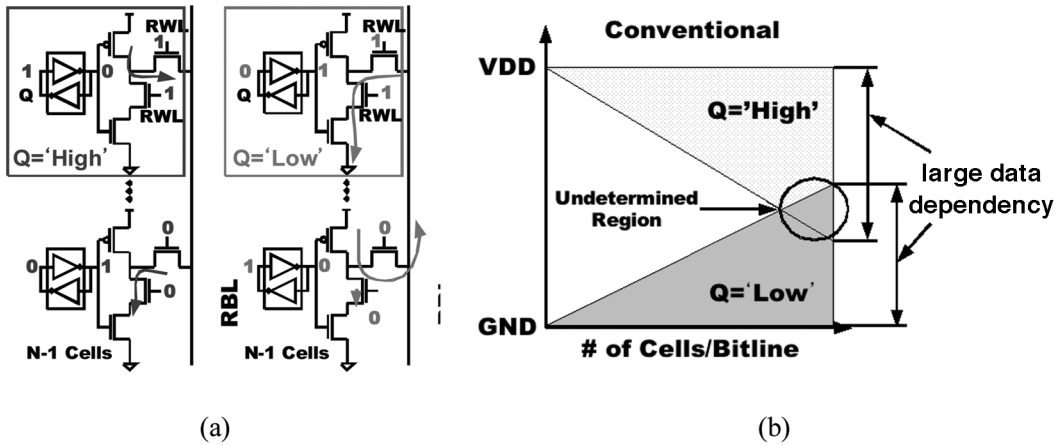 RWL
1
1
0
Q
1
RWL
Q='High'
0
0
1
0
N-1 Cells
RWL
1
0
1
Q
1
RWL
Q='Low'
0
1
0
0
RBL
N-1 Cells
(a)
Conventional
VDD
Q='High'
large data
dependency
Undetermined
Region
Q='Low'
GND
# of Cells/Bitline
(b)